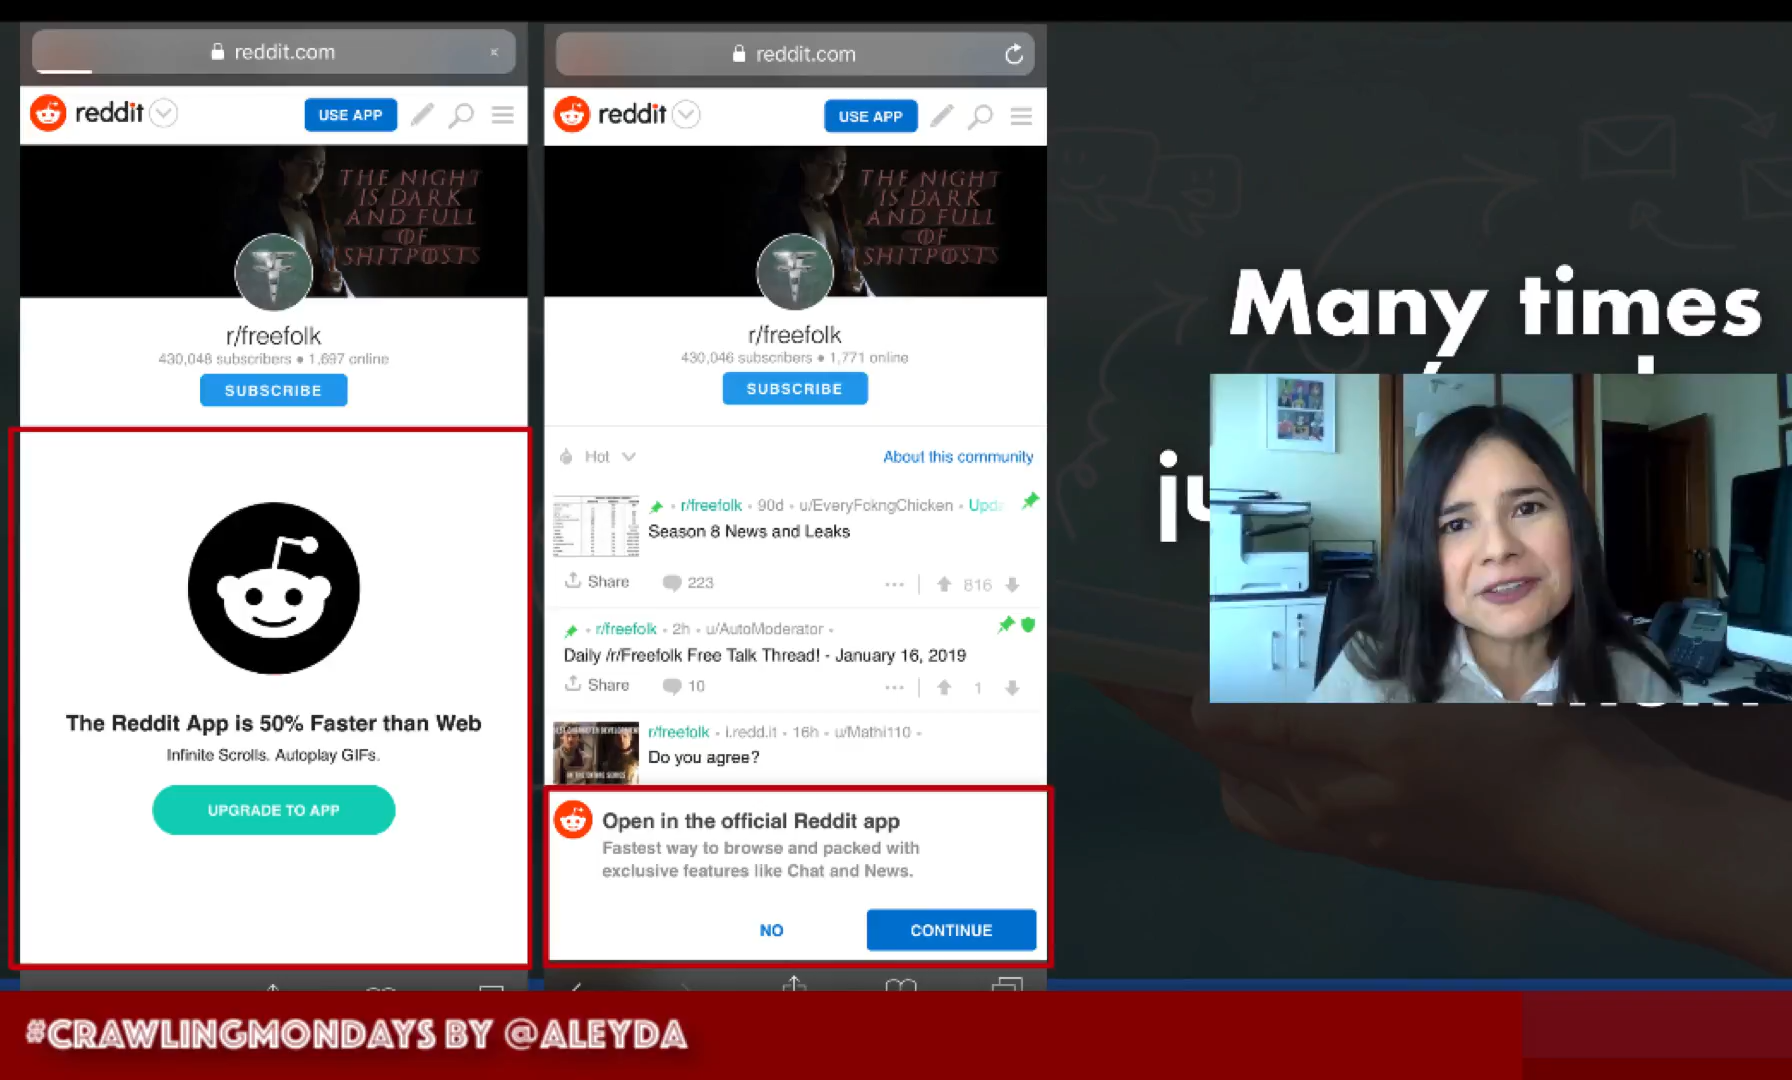 reddit.com
×
reddit
USE APP
THE NIGHT
IS DARK
AND FULL
OF
SHITPOSTS
r/freefolk
430,048 subscribers • 1,697 online
SUBSCRIBE
The Reddit App is 50% Faster than Web
Infinite Scrolls. Autoplay GIFs.
UPGRADE TO APP
reddit.com
reddit
USE APP
THE NIGHT
IS DARK
AND FULL
OF
SHITPOSTS
r/freefolk
430,046 subscribers • 1,771 online
SUBSCRIBE
Hot
About this community
• r/freefolk • 90d • u/EveryFokngChicken • Upda
Season 8 News and Leaks
Share 223 ••• 816
• r/freefolk • 2h • u/AutoModerator •
Daily /r/Freefolk Free Talk Thread! - January 16, 2019
Share 10 ••• 1
r/freefolk • i.redd.it • 16h • u/Mathi110 •
Do you agree?
IN THE ENTIRE SERIES
Open in the official Reddit app
Fastest way to browse and packed with
exclusive features like Chat and News.
NO
CONTINUE
Many times
#CRAWLINGMONDAYS BY @ALEYDA